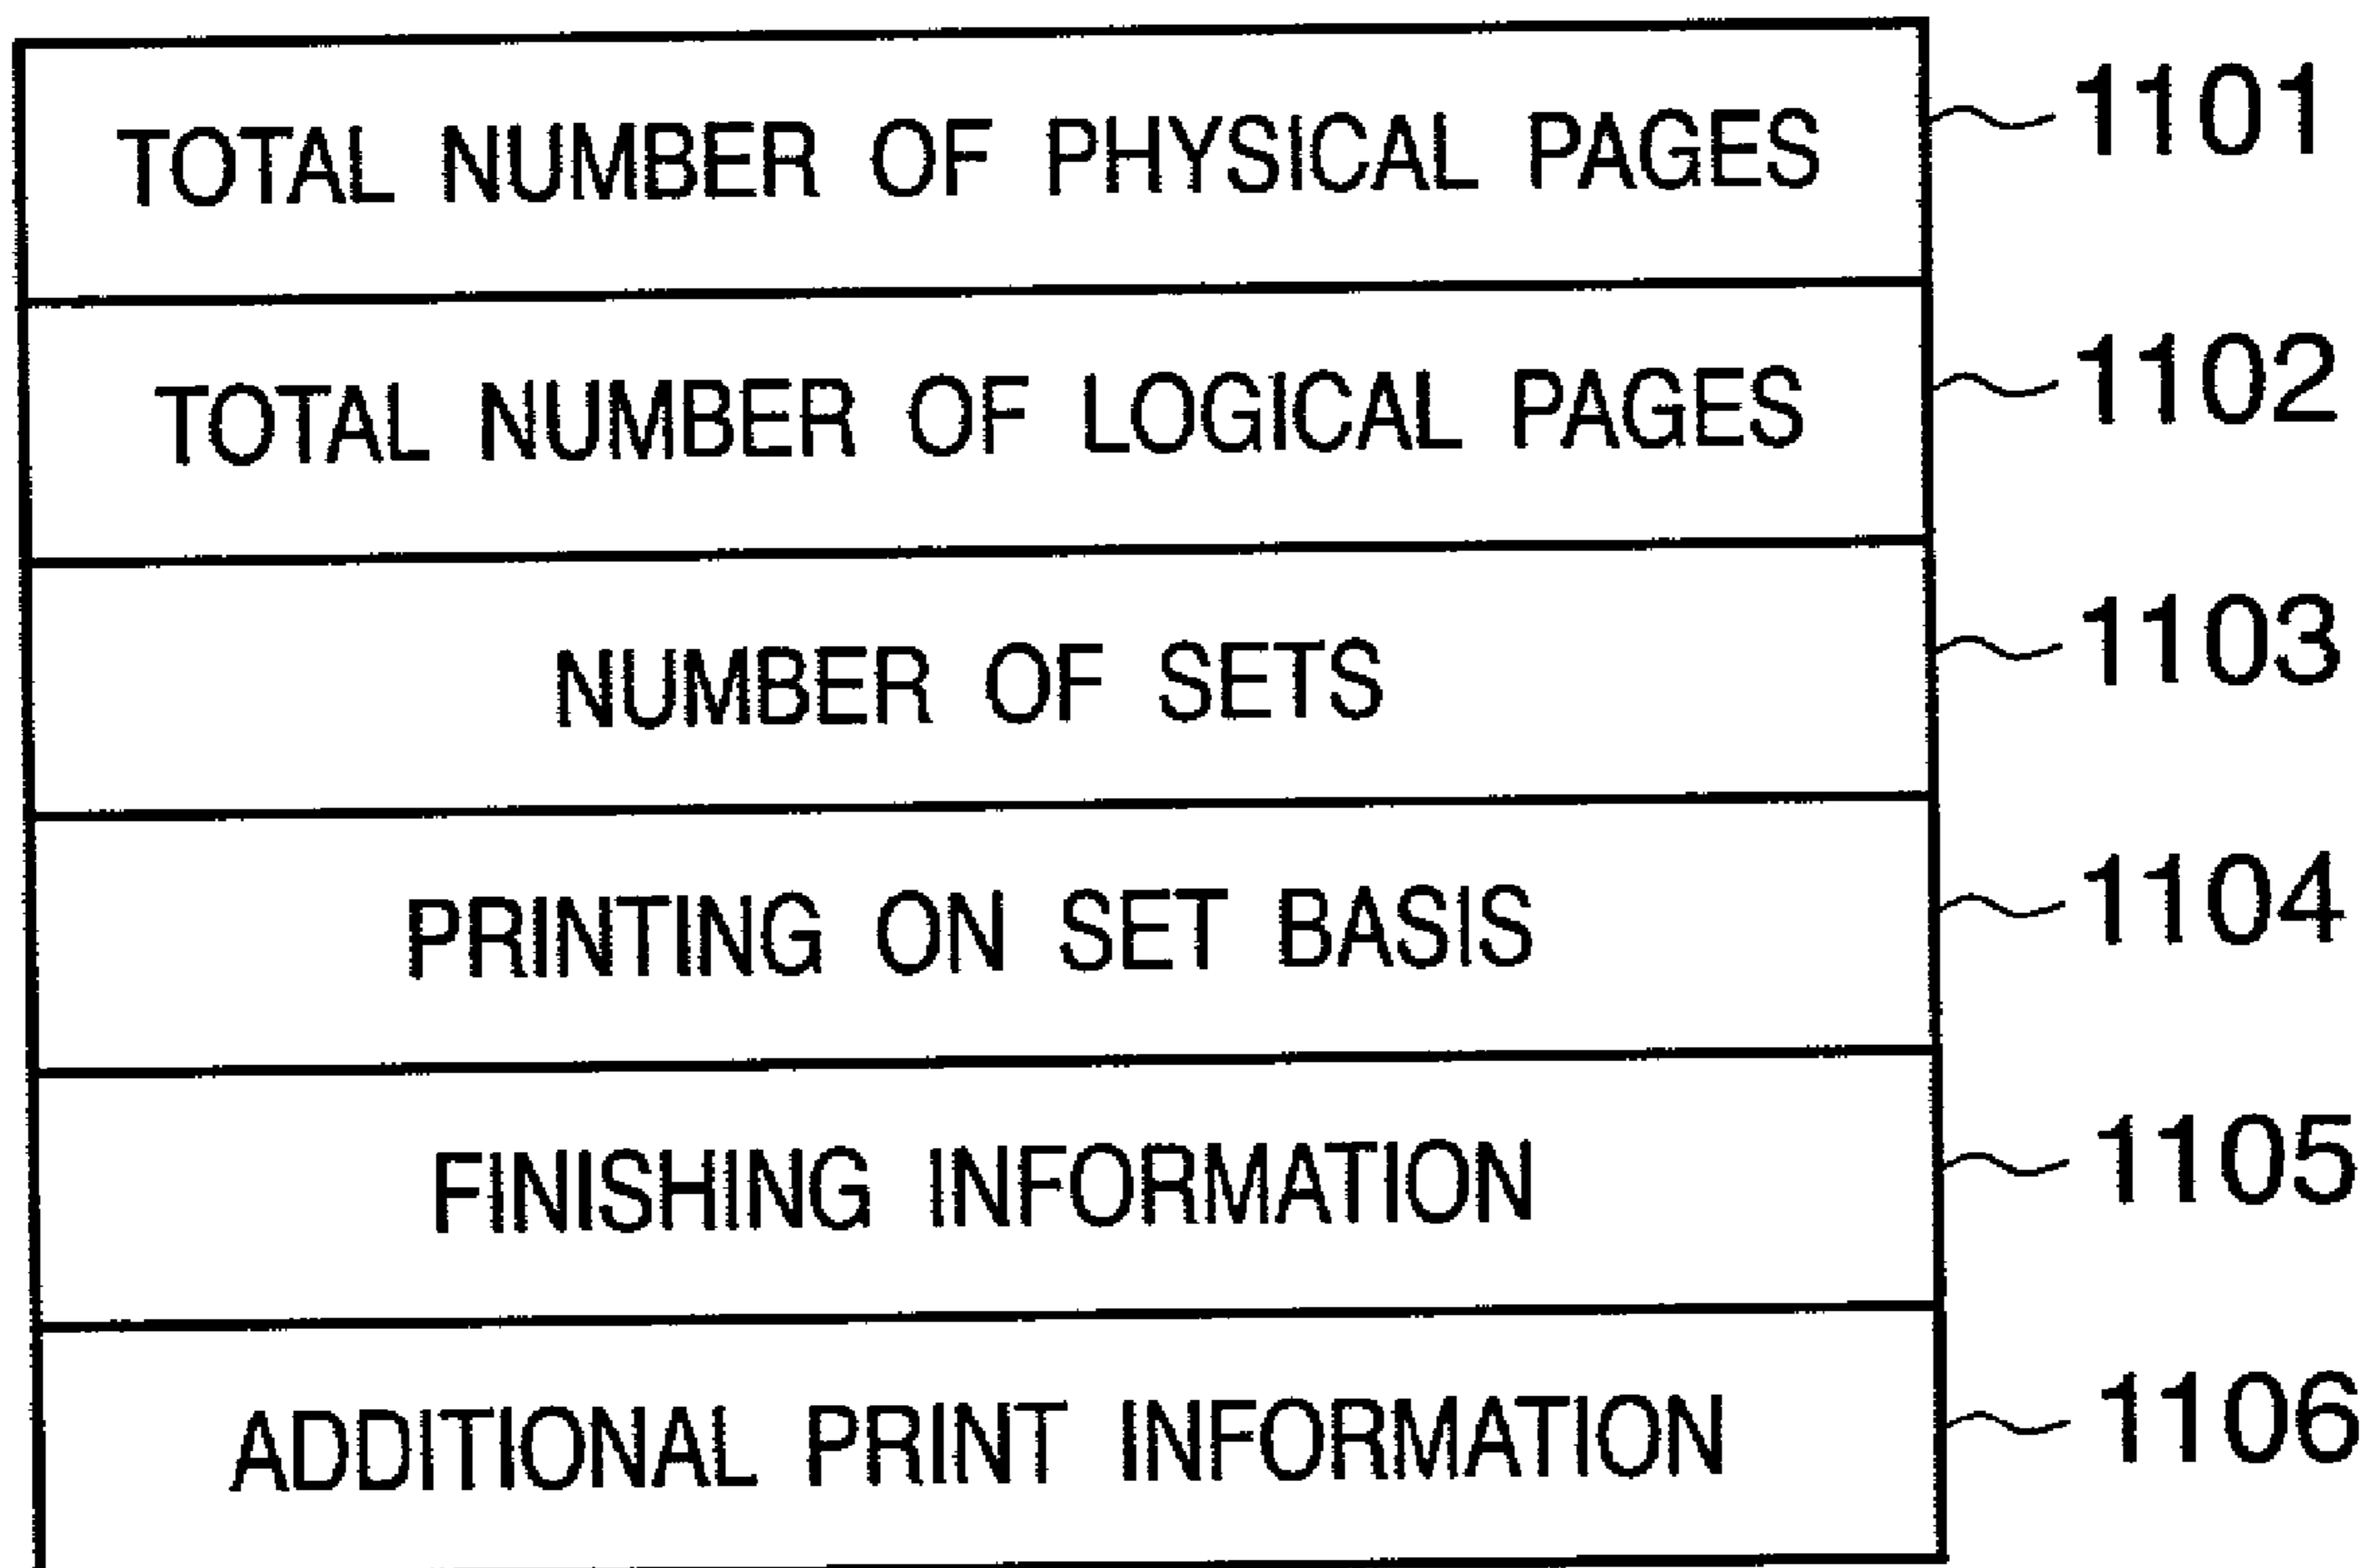 TOTAL NUMBER OF PHYSICAL PAGES 1101
TOTAL NUMBER OF LOGICAL PAGES 1102
NUMBER OF SETS 1103
PRINTING ON SET BASIS 1104
FINISHING INFORMATION 1105
ADDITIONAL PRINT INFORMATION 1106